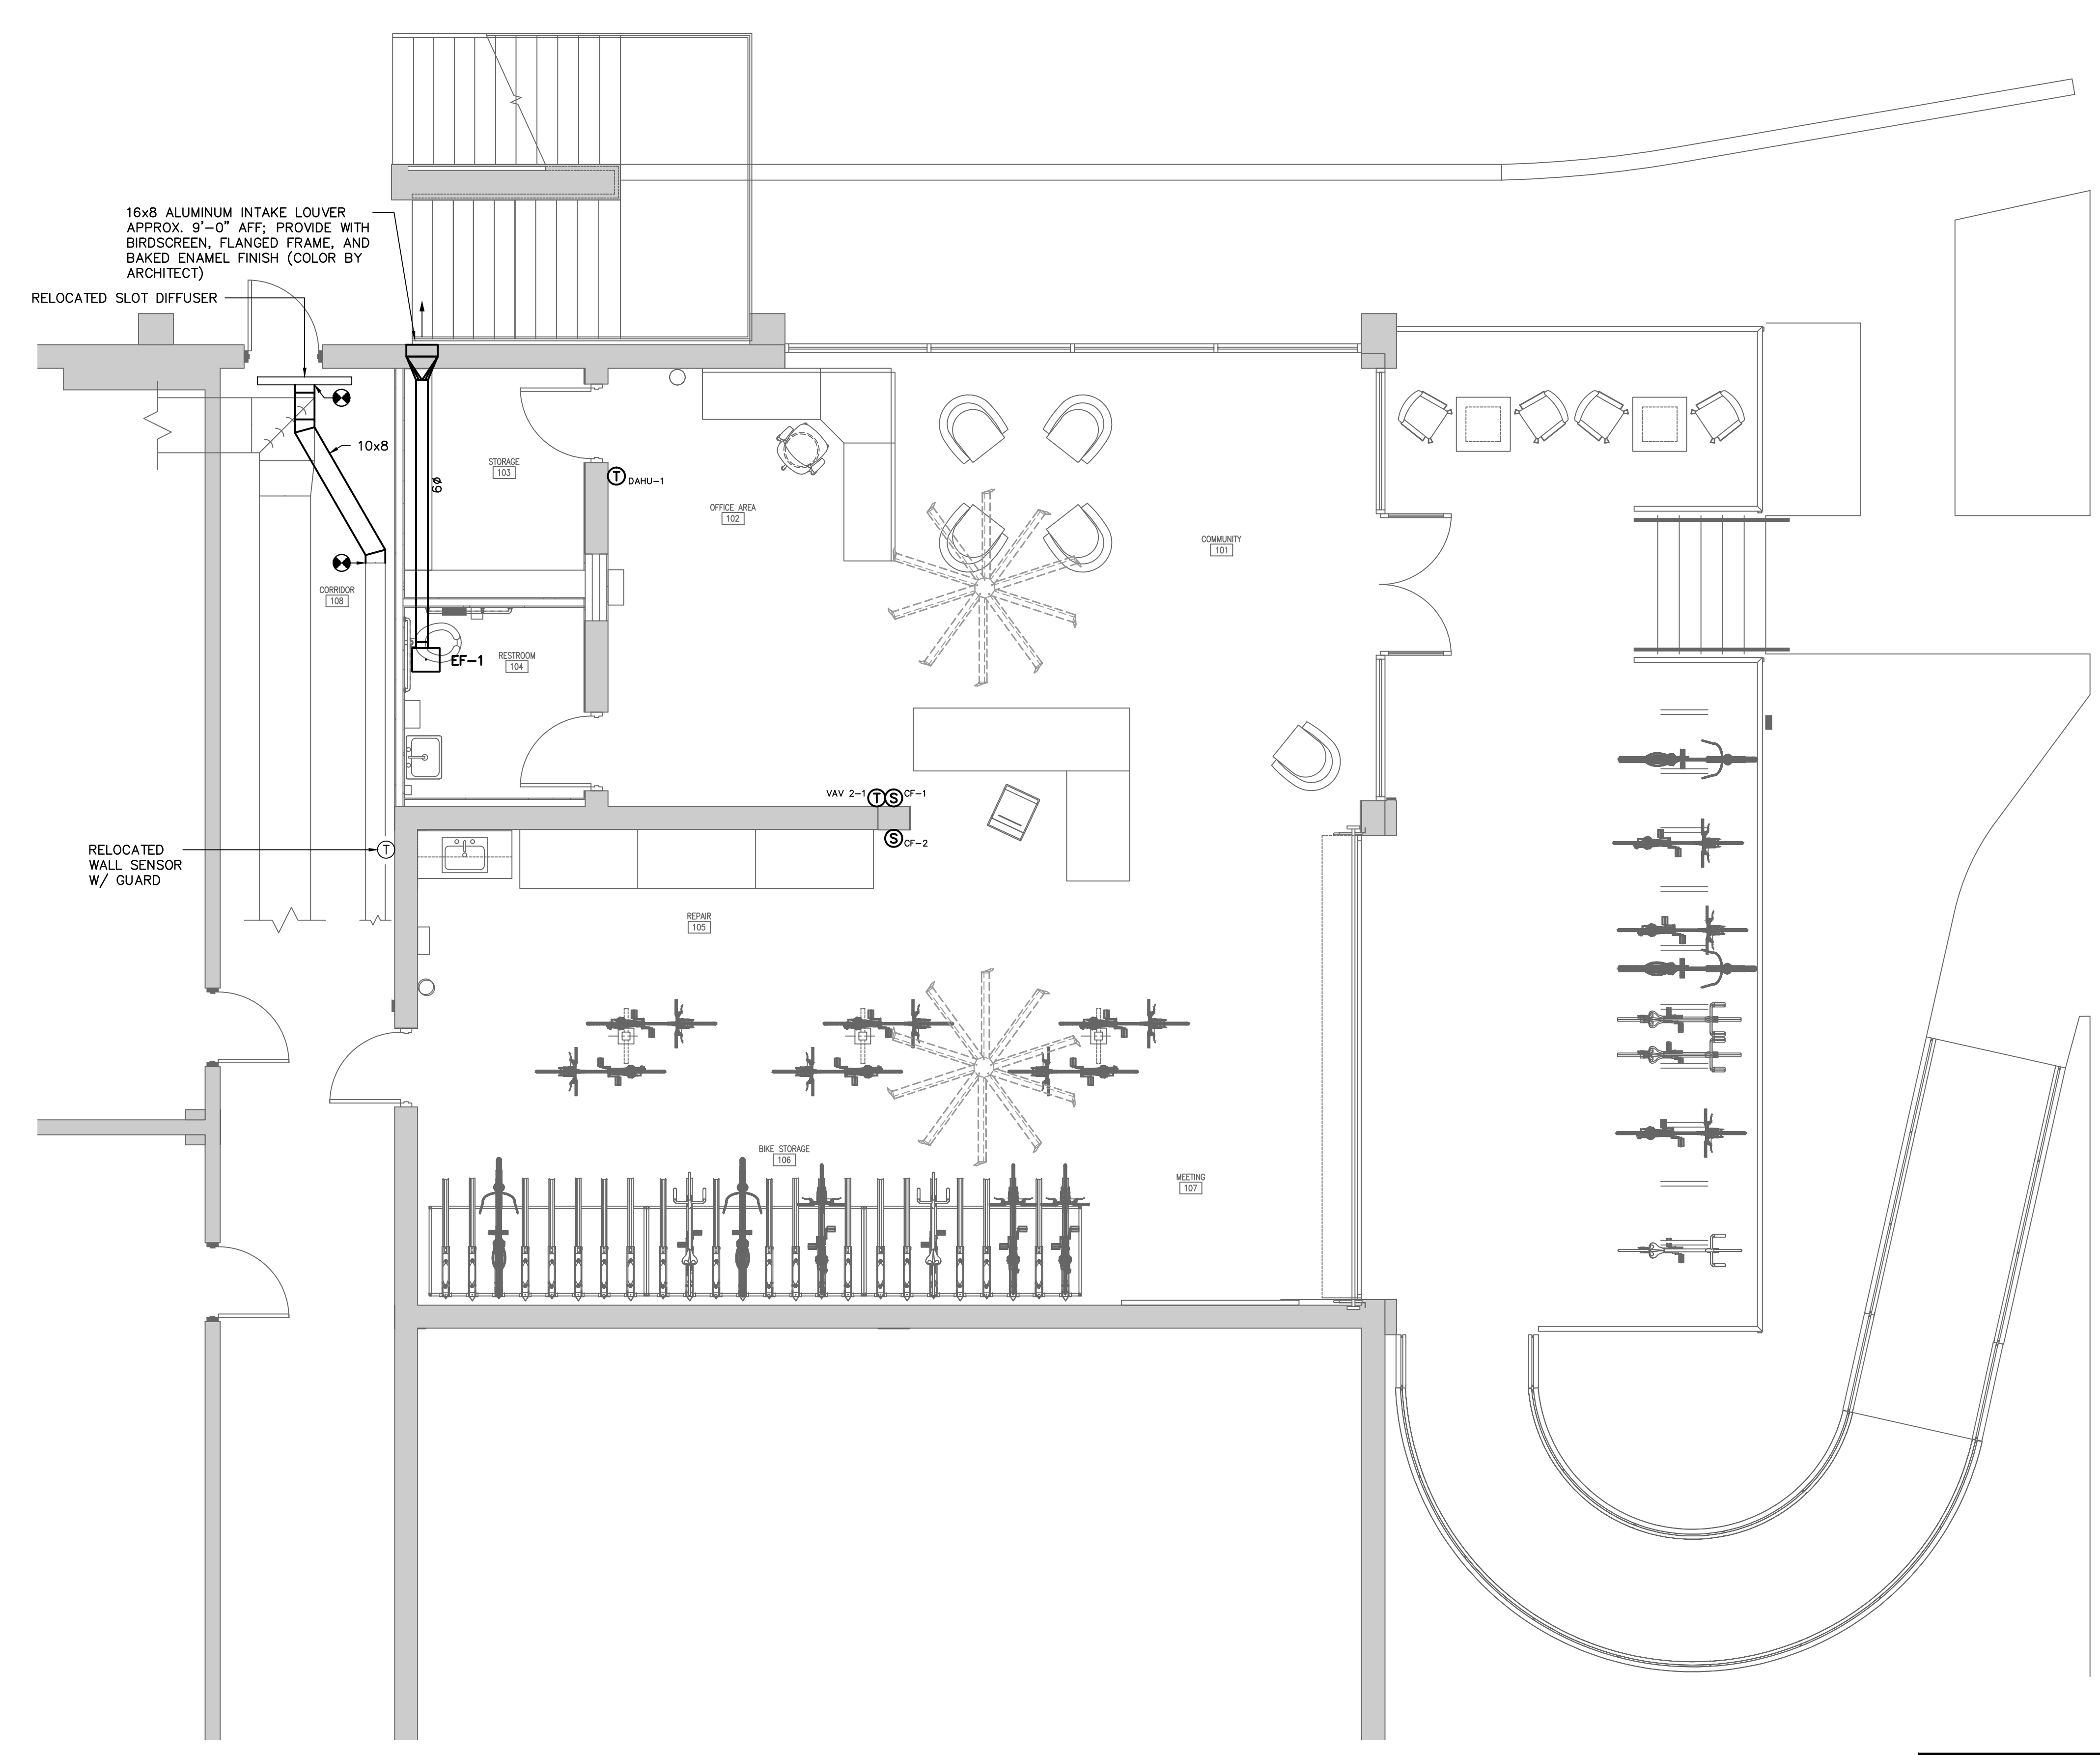 16x8 ALUMINUM INTAKE LOUVER
APPROX. 9'-0" AFF; PROVIDE WITH
BIRDSCREEN, FLANGED FRAME, AND
BAKED ENAMEL FINISH (COLOR BY
ARCHITECT)
RELOCATED SLOT DIFFUSER
10x8
6ø
STORAGE
103
T DAHU-1
OFFICE AREA
102
COMMUNITY
101
CORRIDOR
108
EF-1
RESTROOM
104
VAV 2-1 T S CF-1
S CF-2
RELOCATED
WALL SENSOR
W/ GUARD
T
REPAIR
105
BIKE STORAGE
106
MEETING
107